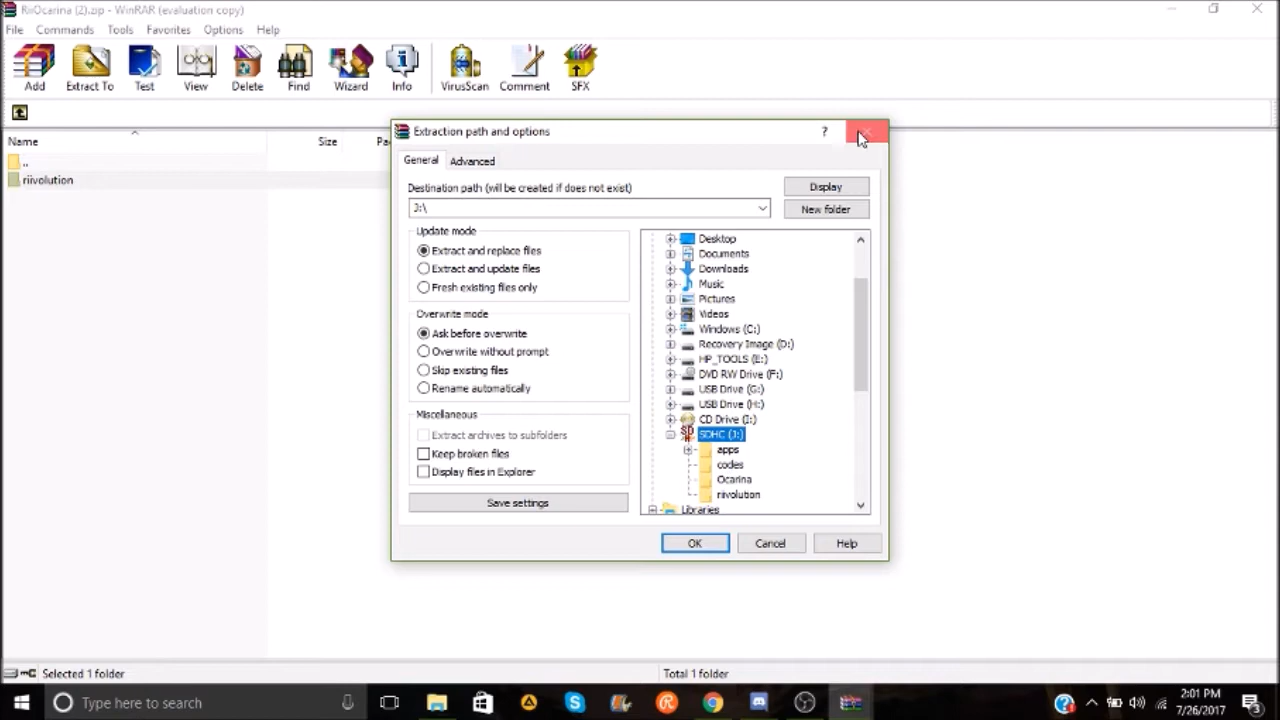 RiiOcarina (2).zip - WinRAR (evaluation copy)
File Commands Tools Favorites Options Help
Add Extract To Test View Delete Find Wizard Info VirusScan Comment SFX
Name Size Pa
..
riivolution
Extraction path and options ?
General Advanced
Destination path (will be created if does not exist) Display
J:\ New folder
Update mode
Extract and replace files
Extract and update files
Fresh existing files only
Overwrite mode
Ask before overwrite
Overwrite without prompt
Skip existing files
Rename automatically
Miscellaneous
Extract archives to subfolders
Keep broken files
Display files in Explorer
Save settings
Desktop
Documents
Downloads
Music
Pictures
Videos
Windows (C:)
Recovery Image (D:)
HP_TOOLS (E:)
DVD RW Drive (F:)
USB Drive (G:)
USB Drive (H:)
CD Drive (I:)
SDHC (J:)
apps
codes
Ocarina
riivolution
Libraries
OK Cancel Help
Selected 1 folder Total 1 folder
Type here to search
2:01 PM
7/26/2017
3